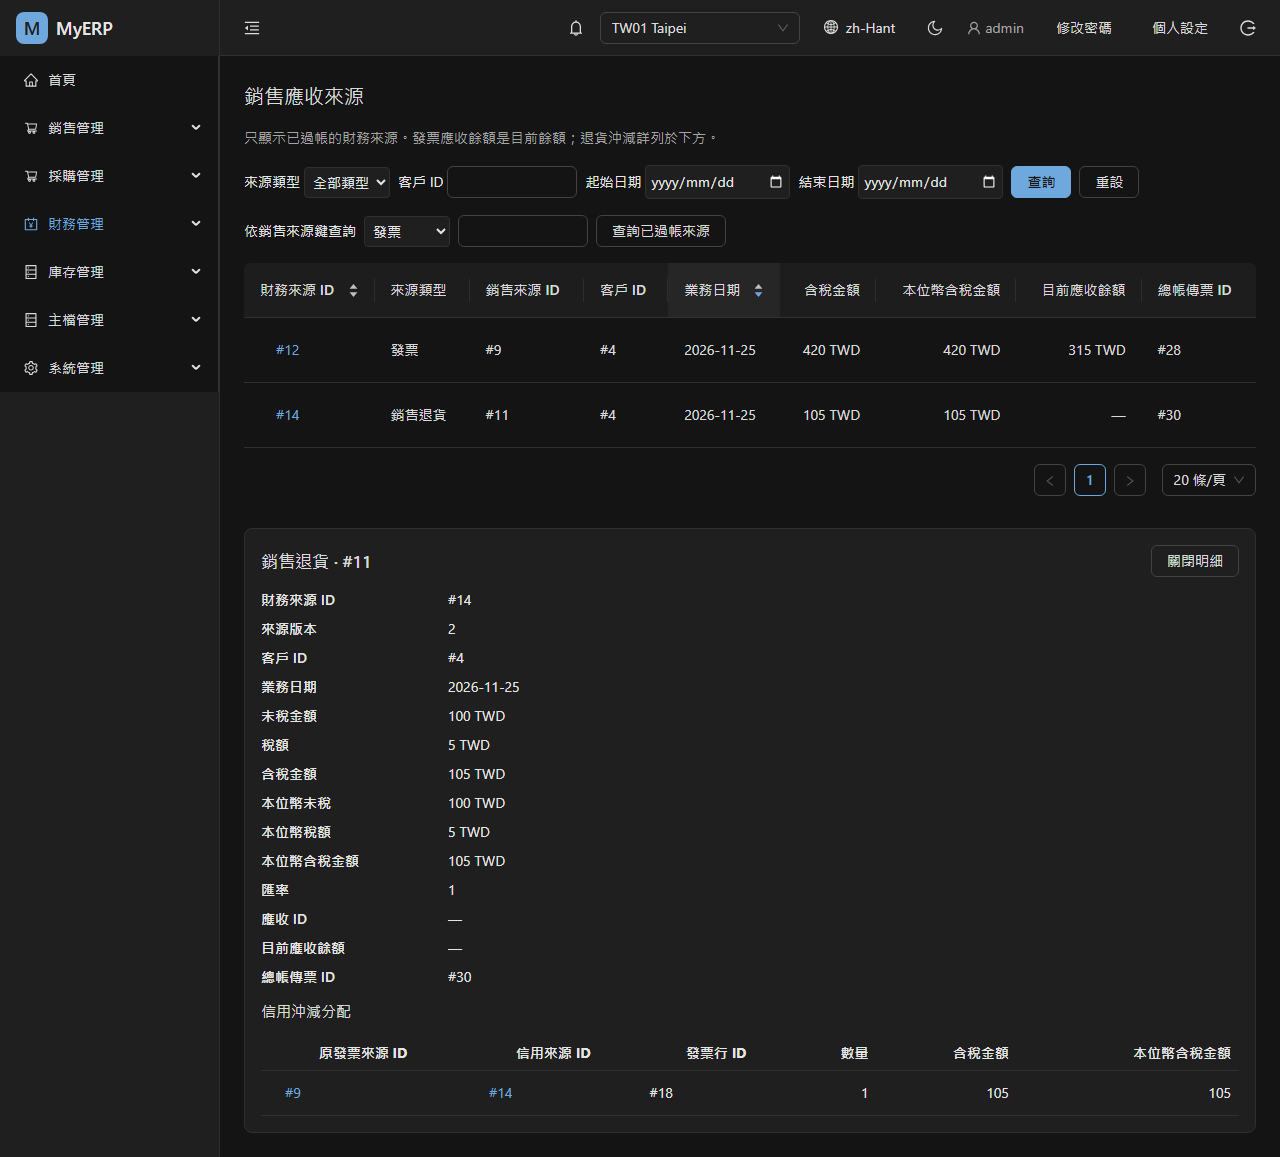 M MyERP
TW01 Taipei zh-Hant admin 修改密碼 個人設定
首頁
銷售管理
採購管理
財務管理
庫存管理
主檔管理
系統管理
銷售應收來源
只顯示已過帳的財務來源。發票應收餘額是目前餘額；退貨沖減詳列於下方。
來源類型 全部類型 客戶 ID 起始日期 yyyy/mm/dd 結束日期 yyyy/mm/dd 查詢 重設
依銷售來源鍵查詢 發票 查詢已過帳來源
財務來源 ID 來源類型 銷售來源 ID 客戶 ID 業務日期 含稅金額 本位幣含稅金額 目前應收餘額 總帳傳票 ID
#12 發票 #9 #4 2026-11-25 420 TWD 420 TWD 315 TWD #28
#14 銷售退貨 #11 #4 2026-11-25 105 TWD 105 TWD — #30
< 1 > 20 條/頁
銷售退貨 · #11 關閉明細
財務來源 ID #14
來源版本 2
客戶 ID #4
業務日期 2026-11-25
未稅金額 100 TWD
稅額 5 TWD
含稅金額 105 TWD
本位幣未稅 100 TWD
本位幣稅額 5 TWD
本位幣含稅金額 105 TWD
匯率 1
應收 ID —
目前應收餘額 —
總帳傳票 ID #30
信用沖減分配
原發票來源 ID 信用來源 ID 發票行 ID 數量 含稅金額 本位幣含稅金額
#9 #14 #18 1 105 105